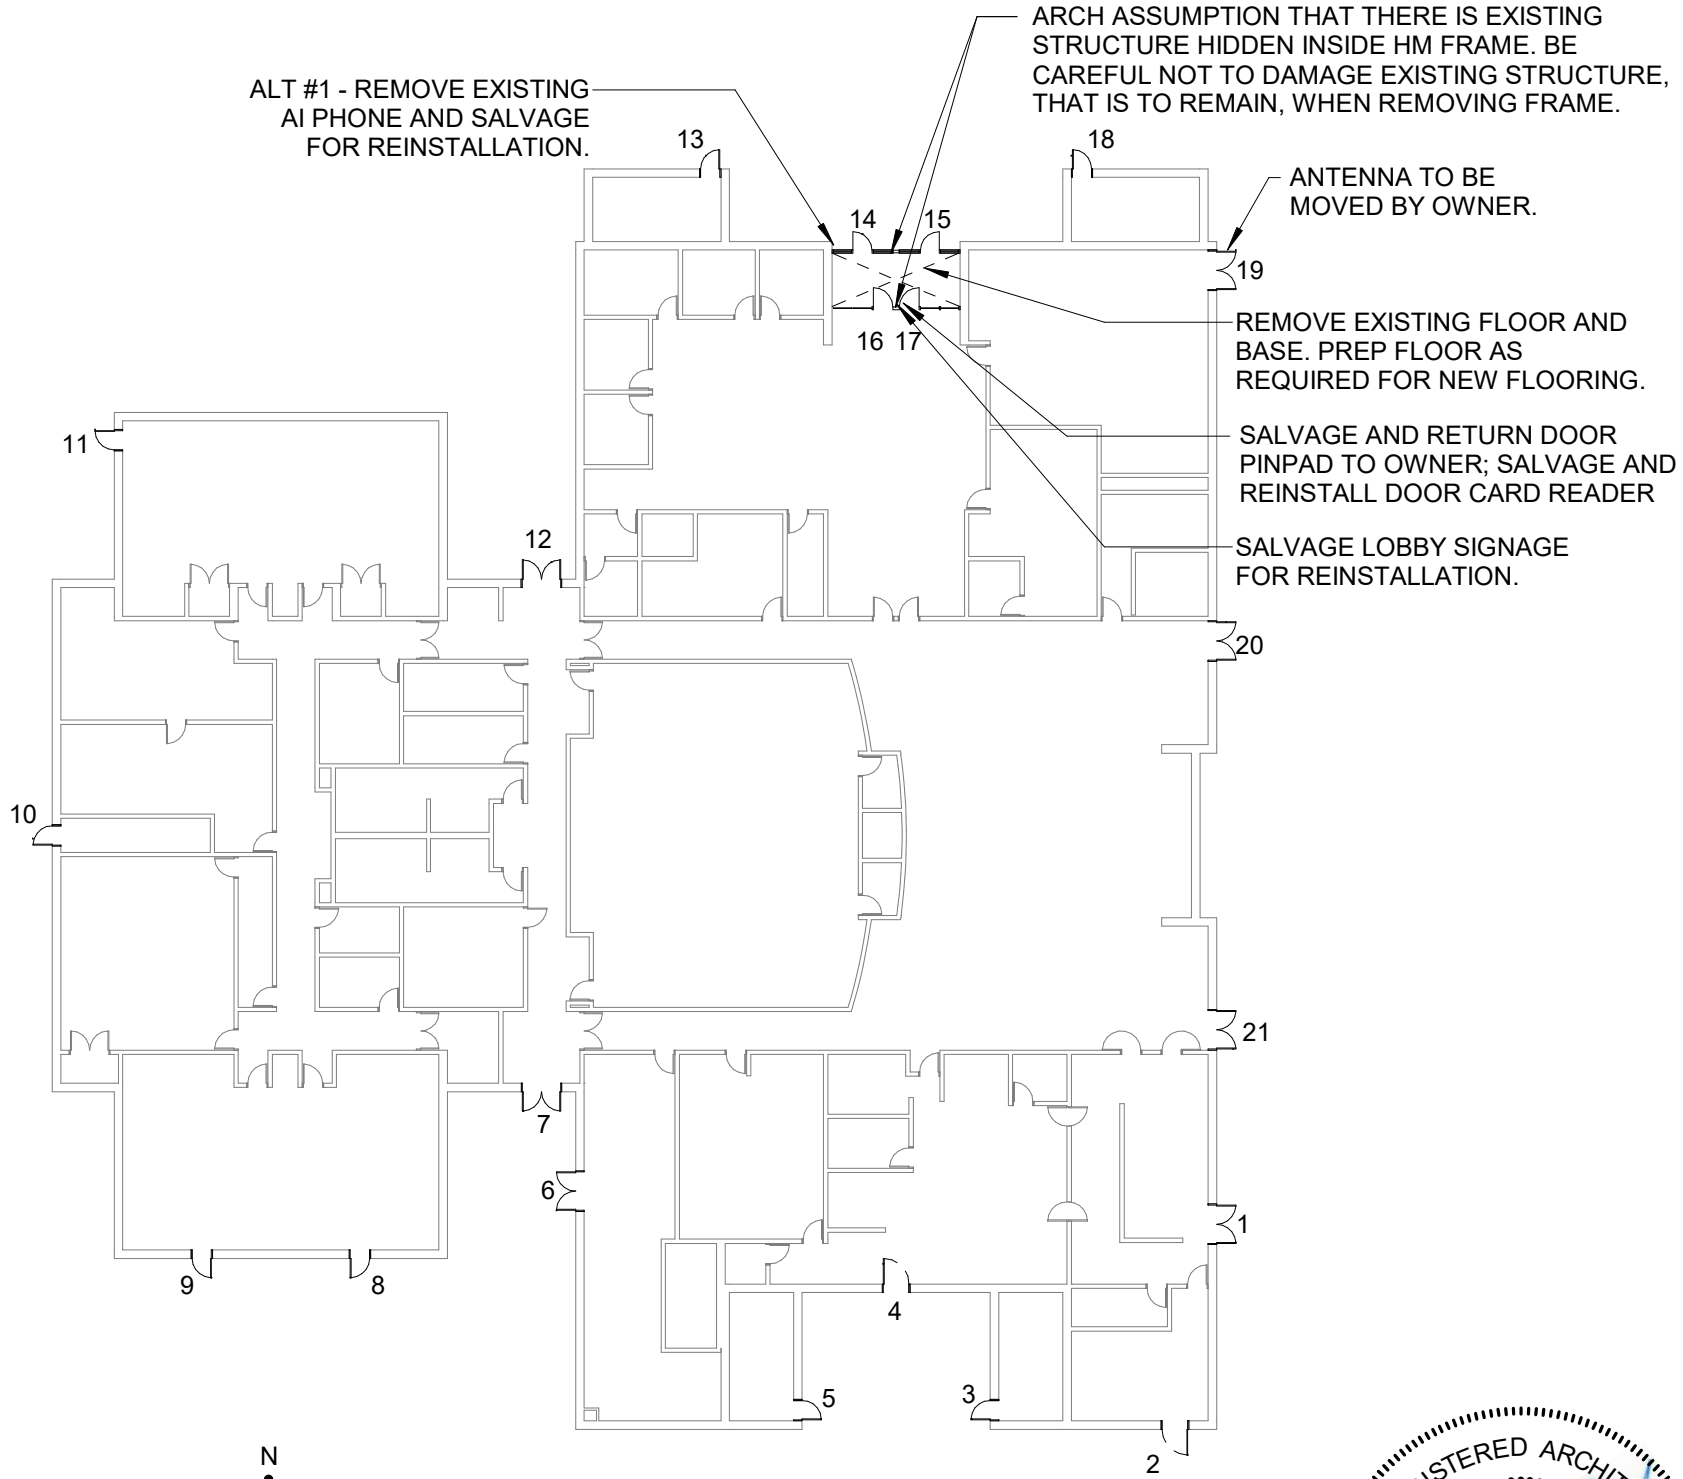 ARCH ASSUMPTION THAT THERE IS EXISTING
STRUCTURE HIDDEN INSIDE HM FRAME. BE
CAREFUL NOT TO DAMAGE EXISTING STRUCTURE,
THAT IS TO REMAIN, WHEN REMOVING FRAME.
ALT #1 - REMOVE EXISTING
AI PHONE AND SALVAGE
FOR REINSTALLATION.
13
18
ANTENNA TO BE
MOVED BY OWNER.
14
15
19
REMOVE EXISTING FLOOR AND
BASE. PREP FLOOR AS
REQUIRED FOR NEW FLOORING.
16
17
SALVAGE AND RETURN DOOR
PINPAD TO OWNER; SALVAGE AND
REINSTALL DOOR CARD READER
11
12
SALVAGE LOBBY SIGNAGE
FOR REINSTALLATION.
20
10
21
7
6
1
9
8
4
5
3
2
N